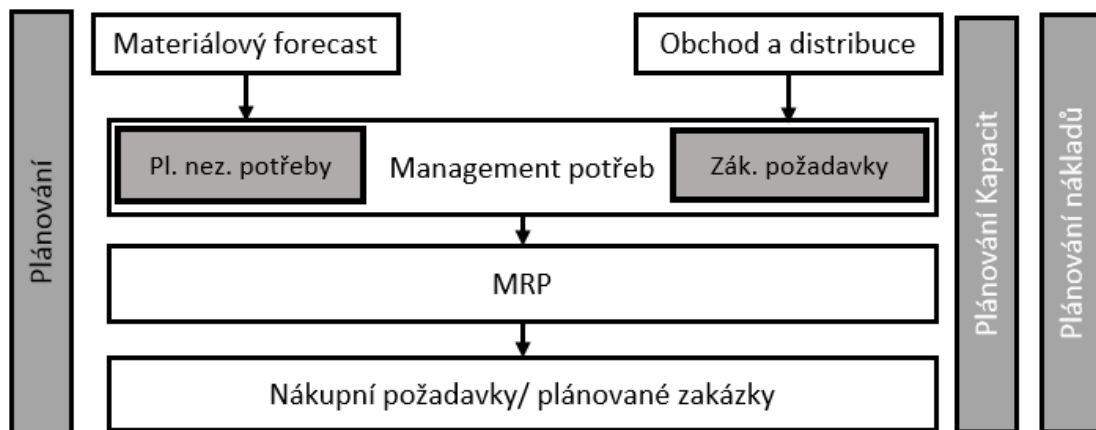 Plánování
Materiálový forecast
Obchod a distribuce
Pl. nez. potřeby
Management potřeb
Zák. požadavky
MRP
Nákupní požadavky/ plánované zakázky
Plánování Kapacit
Plánování nákladů